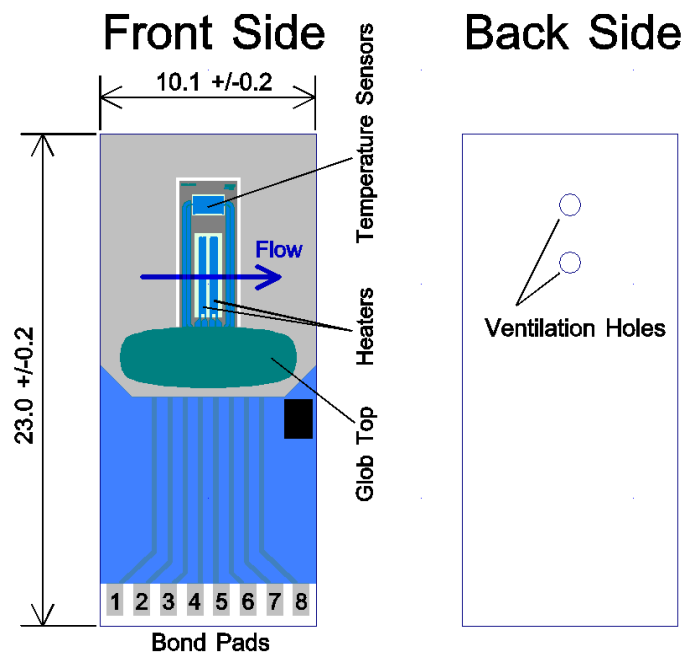 Front Side
Back Side
10.1 +/-0.2
23.0 +/-0.2
Temperature Sensors
Flow
Heaters
Ventilation Holes
Glob Top
1 2 3 4 5 6 7 8
Bond Pads